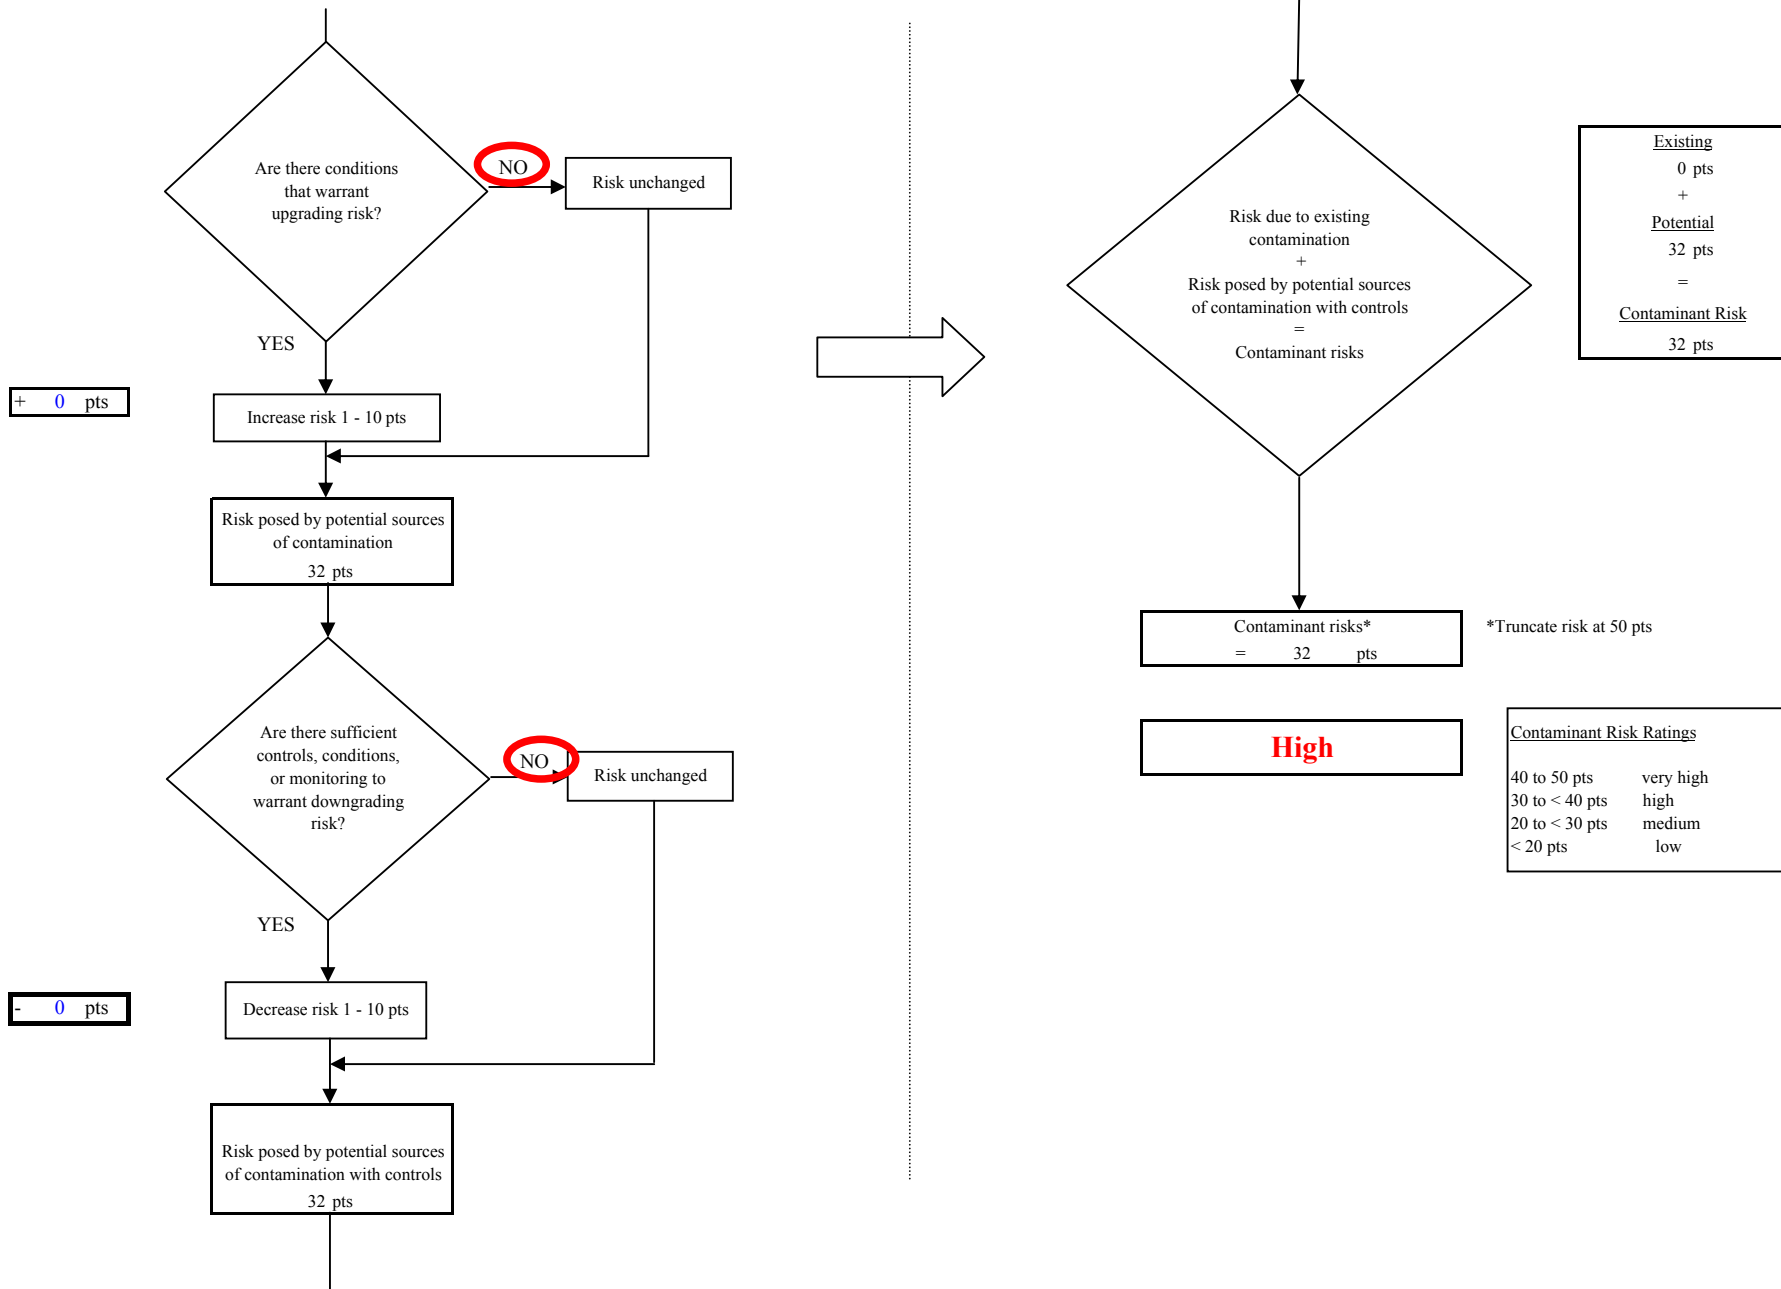 Are there conditions
that warrant
upgrading risk?
NO
Risk unchanged
YES
+ 0 pts
Increase risk 1 - 10 pts
Risk posed by potential sources
of contamination
32 pts
Are there sufficient
controls, conditions,
or monitoring to
warrant downgrading
risk?
NO
Risk unchanged
YES
- 0 pts
Decrease risk 1 - 10 pts
Risk posed by potential sources
of contamination with controls
32 pts
Risk due to existing
contamination
+
Risk posed by potential sources
of contamination with controls
=
Contaminant risks
Existing
0 pts
+
Potential
32 pts
=
Contaminant Risk
32 pts
Contaminant risks*
= 32 pts
*Truncate risk at 50 pts
High
Contaminant Risk Ratings
40 to 50 pts very high
30 to < 40 pts high
20 to < 30 pts medium
< 20 pts low